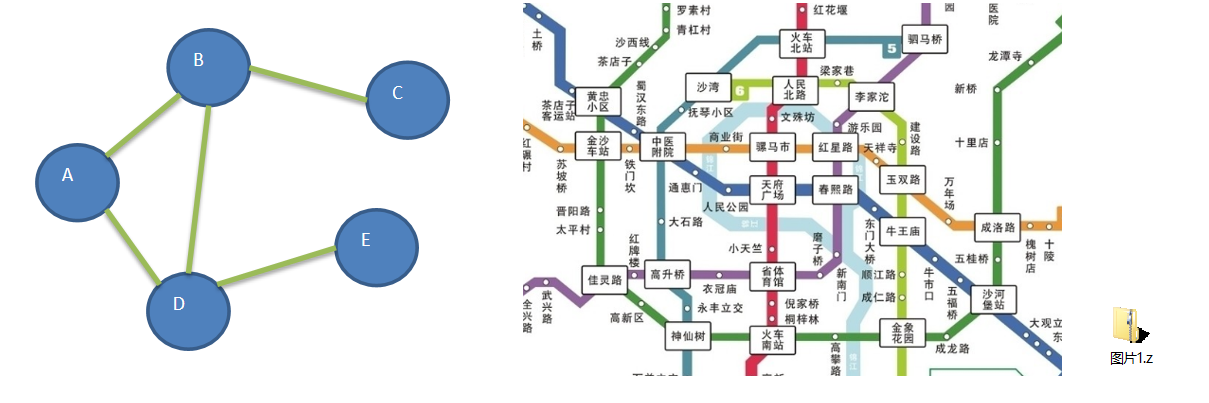 A
B
C
D
E
罗素村
青杠村
沙西线
茶店子
土桥
茶店子客运站
黄忠小区
蜀汉东路
沙湾
抚琴小区
火车北站
红花堰
5
驷马桥
园
医院
龙潭寺
新桥
十里店
6
人民北路
梁家巷
李家沱
文殊坊
游乐园
建设路
金沙车站
中医附院
商业街
骡马市
红星路
天祥寺
玉双路
万年场
苏坡桥
铁门坎
通惠门
人民公园
天府广场
春熙路
东门大桥
牛王庙
成洛路
槐树店
十陵
晋阳路
太平村
大石路
红牌楼
小天竺
磨子桥
新南门
顺江路
成仁路
牛市口
五福桥
五桂桥
沙河堡站
大观立
东
佳灵路
高升桥
衣冠庙
省体育馆
武兴路
全兴路
高新区
永丰立交
倪家桥
桐梓林
神仙树
火车南站
高攀路
金象花园
成龙路
图片1.z